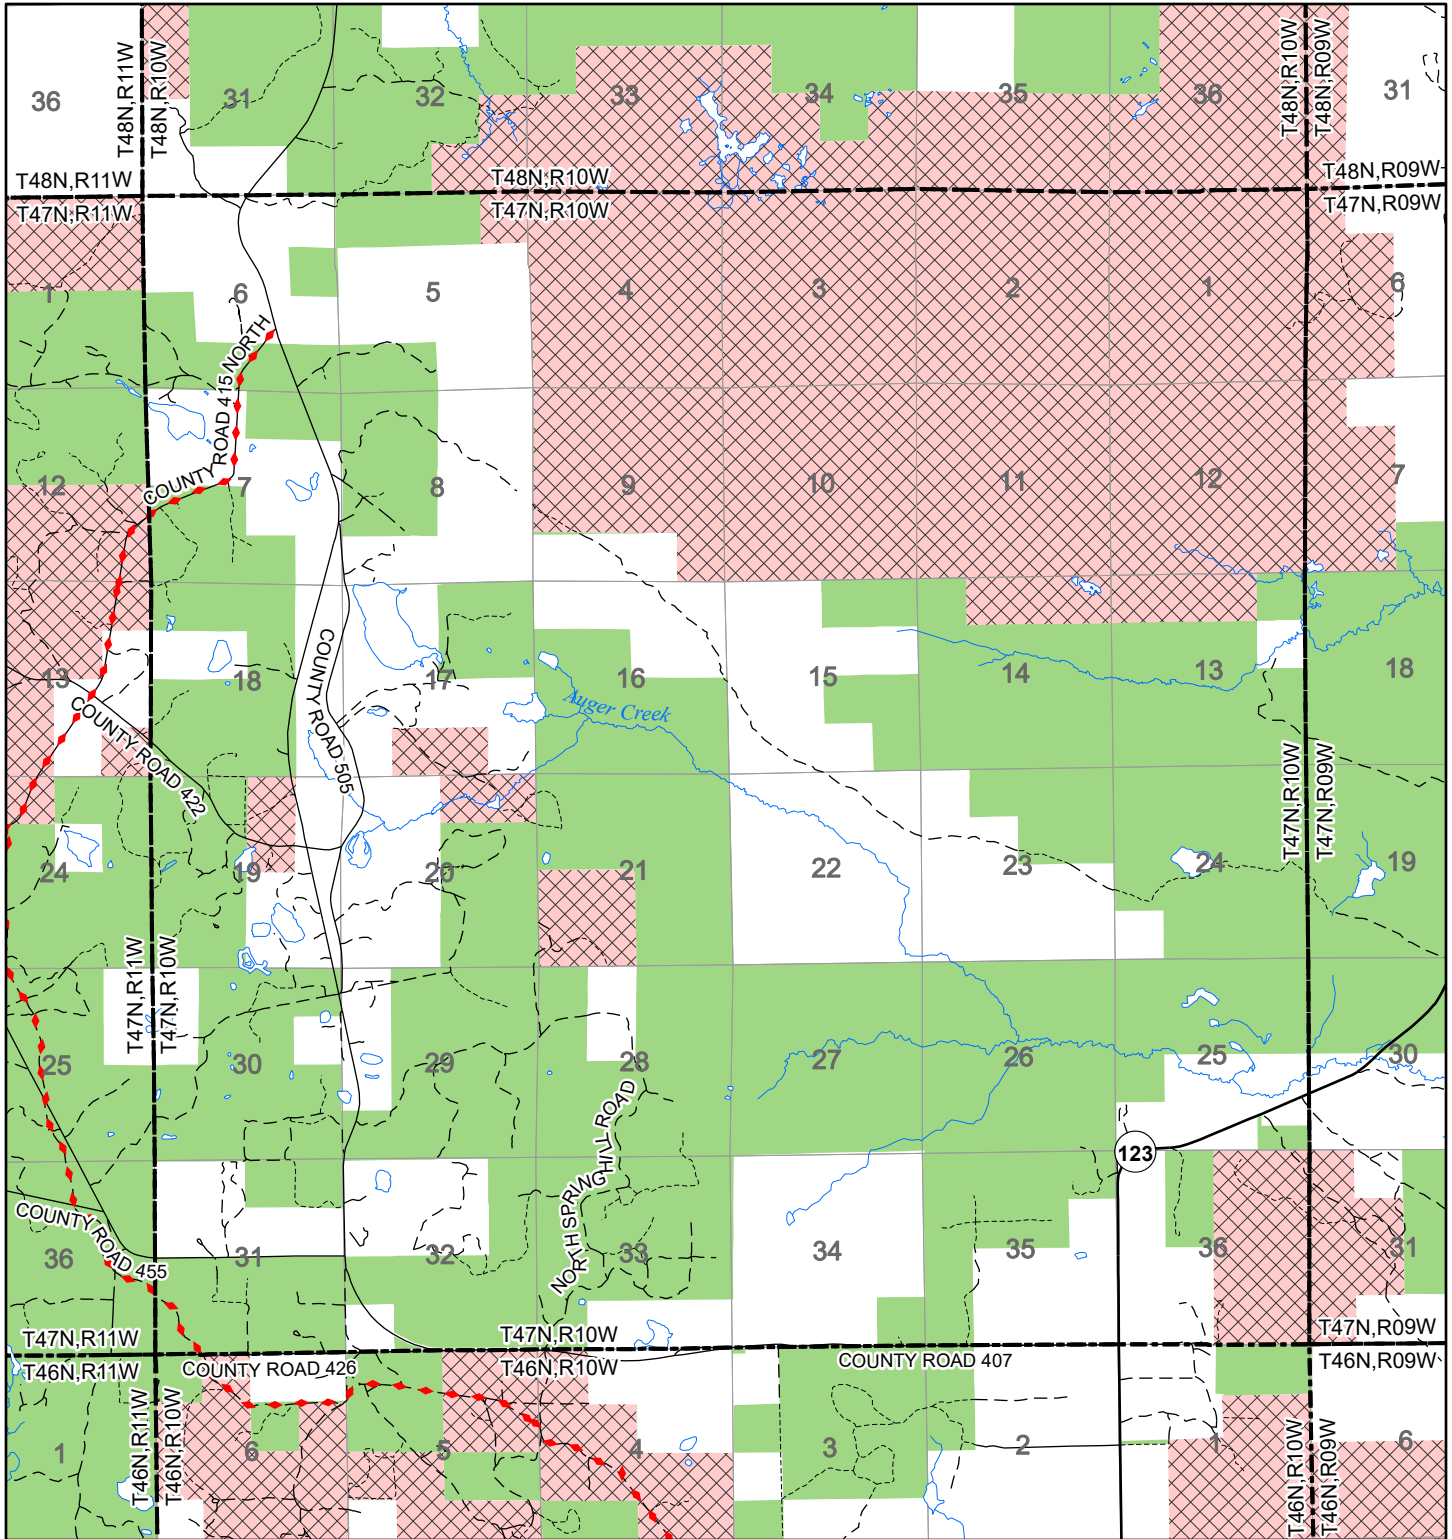 T48N,R11W
T48N,R10W
T48N,R10W
T48N,R09W
36
31
32
33
34
35
36
31
T48N,R11W
T48N,R10W
T48N,R09W
T47N,R11W
T47N,R10W
T47N,R09W
1
6
5
4
3
2
1
6
COUNTY ROAD 415 NORTH
12
7
8
9
10
11
12
7
13
18
17
16
15
14
13
18
COUNTY ROAD 505
Auger Creek
COUNTY ROAD 422
T47N,R10W
T47N,R09W
24
19
20
21
22
23
24
19
T47N,R11W
T47N,R10W
25
30
29
28
27
26
25
30
NORTH SPRING HILL ROAD
123
COUNTY ROAD 455
36
31
32
33
34
35
36
31
T47N,R11W
T47N,R10W
T47N,R09W
T46N,R11W
COUNTY ROAD 426
T46N,R10W
COUNTY ROAD 407
T46N,R09W
T46N,R11W
T46N,R10W
T46N,R10W
T46N,R09W
1
6
5
4
3
2
1
6